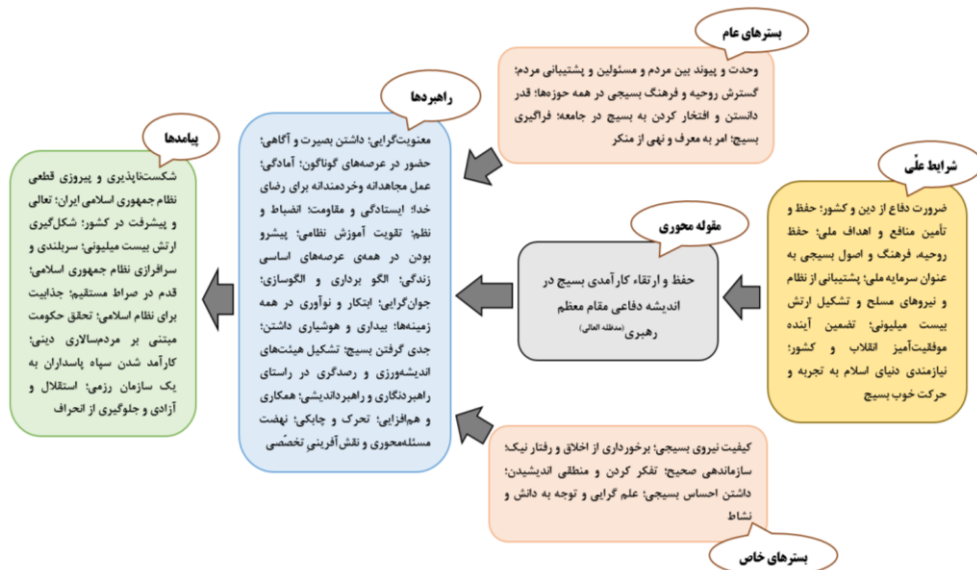 شرایط علّی
ضرورت دفاع از دین و کشور؛ حفظ و
تأمین منافع و اهداف ملی؛ حفظ
روحیه، فرهنگ و اصول بسیجی به
عنوان سرمایه ملی؛ پشتیبانی از نظام
و نیروهای مسلح و تشکیل ارتش
بیست میلیونی؛ تضمین آینده
موفقیت‌آمیز انقلاب و کشور؛
نیازمندی دنیای اسلام به تجربه و
حرکت خوب بسیج
بسترهای عام
وحدت و پیوند بین مردم و مسئولین و پشتیبانی مردم؛
گسترش روحیه و فرهنگ بسیجی در همه حوزه‌ها؛ قدر
دانستن و افتخار کردن به بسیج در جامعه؛ فراگیری
بسیج؛ امر به معرف و نهی از منکر
مقوله محوری
حفظ و ارتقاء کارآمدی بسیج در
اندیشه دفاعی مقام معظم
رهبری (مدظله العالی)
بسترهای خاص
کیفیت نیروی بسیجی؛ برخورداری از اخلاق و رفتار نیک؛
سازماندهی صحیح؛ تفکر کردن و منطقی اندیشیدن؛
داشتن احساس بسیجی؛ علم گرایی و توجه به دانش و
نشاط
راهبردها
معنویت‌گرایی؛ داشتن بصیرت و آگاهی؛
حضور در عرصه‌های گوناگون؛ آمادگی؛
عمل مجاهدانه وخردمندانه برای رضای
خدا؛ ایستادگی و مقاومت؛ انضباط و
نظم؛ تقویت آموزش نظامی؛ پیشرو
بودن در همه‌ی عرصه‌های اساسی
زندگی؛ الگو برداری و الگوسازی؛
جوان‌گرایی؛ ابتکار و نوآوری در همه
زمینه‌ها؛ بیداری و هوشیاری داشتن؛
جدی گرفتن بسیج؛ تشکیل هیئت‌های
اندیشه‌ورزی و رصدگری در راستای
راهبردنگاری و راهبرداندیشی؛ همکاری
و هم‌افزایی؛ تحرک و چابکی؛ نهضت
مسئله‌محوری و نقش‌آفرینیِ تخصّصی
پیامدها
شکست‌ناپذیری و پیروزی قطعی
نظام جمهوری اسلامی ایران؛ تعالی
و پیشرفت در کشور؛ شکل‌گیری
ارتش بیست میلیونی؛ سربلندی و
سرافرازی نظام جمهوری اسلامی؛
قدم در صراط مستقیم؛ جذابیت
برای نظام اسلامی؛ تحقق حکومت
مبتنی بر مردم‌سالاری دینی؛
کارآمد شدن سپاه پاسداران به
یک سازمان رزمی؛ استقلال و
آزادی و جلوگیری از انحراف